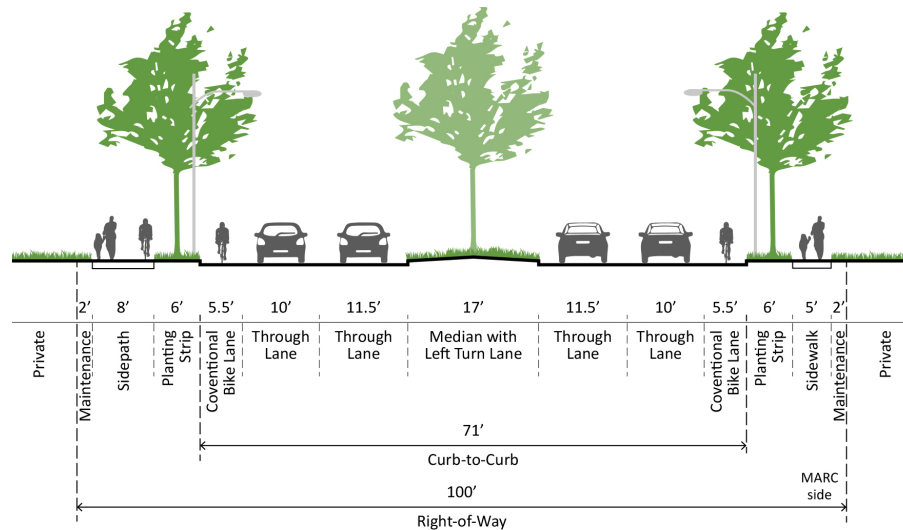 2’ 8’ 6’ 5.5’ 10’ 11.5’ 17’ 11.5’ 10’ 5.5’ 6’ 5’ 2’
Private
Maintenance
Sidepath
Planting
Strip
Coventional
Bike Lane
Through
Lane
Through
Lane
Median with
Left Turn Lane
Through
Lane
Through
Lane
Coventional
Bike Lane
Planting
Strip
Sidewalk
Maintenance
Private
71’
Curb-to-Curb
MARC
side
100’
Right-of-Way